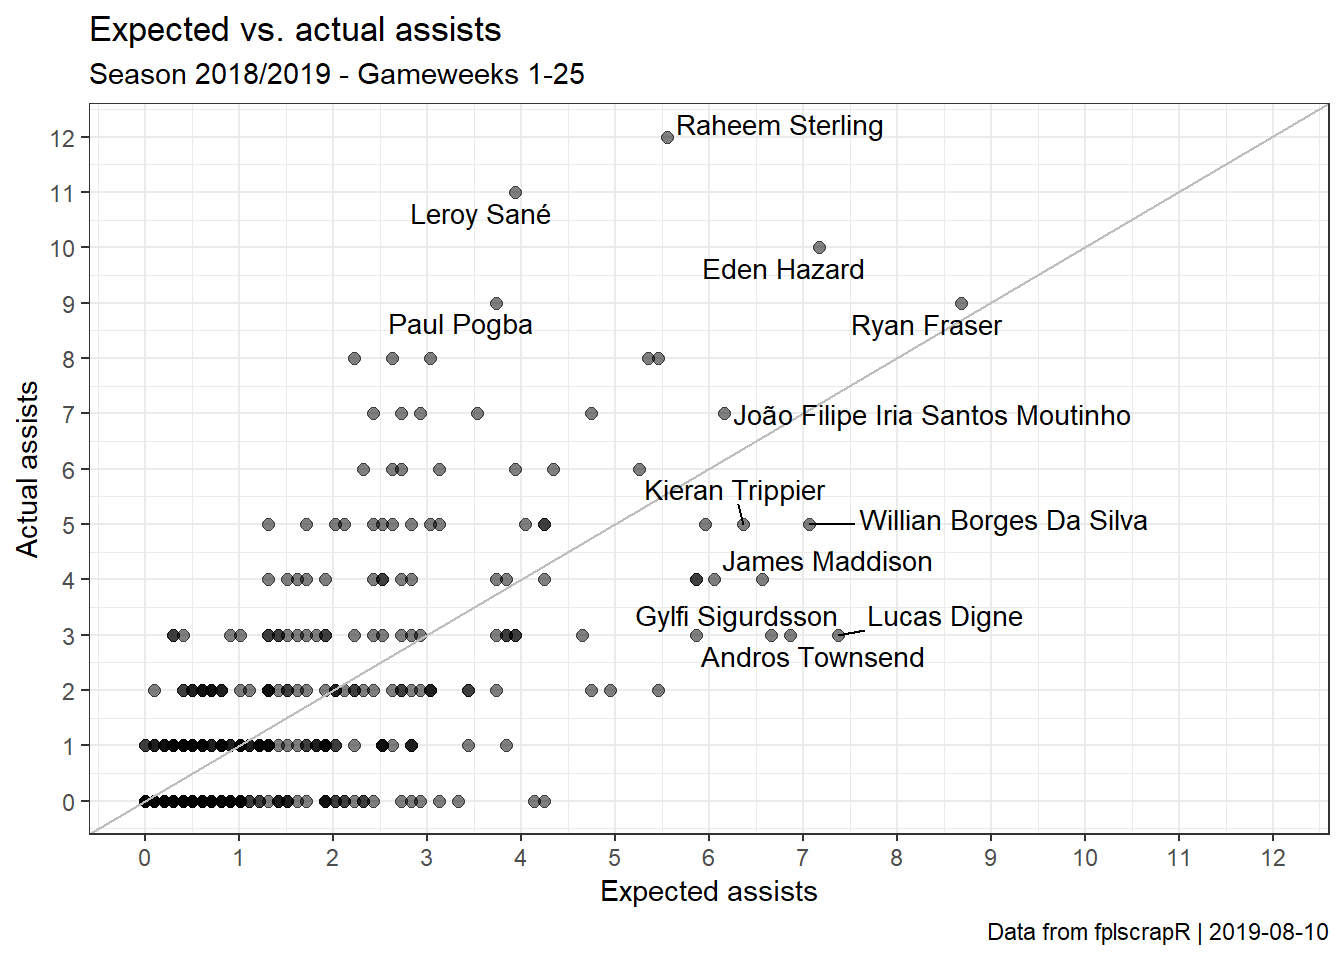 Expected vs. actual assists
Season 2018/2019 - Gameweeks 1-25
Raheem Sterling
Leroy Sané
Eden Hazard
Paul Pogba
Ryan Fraser
João Filipe Iria Santos Moutinho
Kieran Trippier
Willian Borges Da Silva
James Maddison
Gylfi Sigurdsson
Lucas Digne
Andros Townsend
Actual assists
12
11
10
9
8
7
6
5
4
3
2
1
0
0 1 2 3 4 5 6 7 8 9 10 11 12
Expected assists
Data from fplscrapR | 2019-08-10